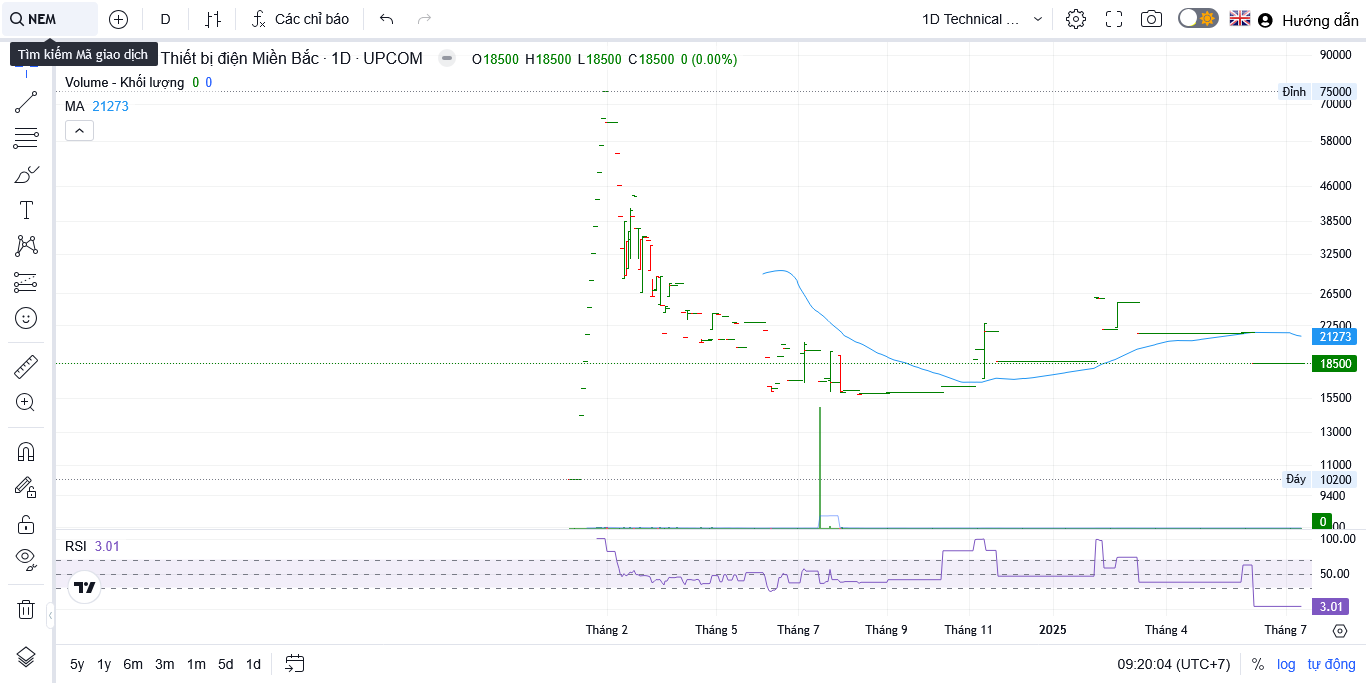 NEM
D
Các chỉ báo
1D Technical ...
Hướng dẫn
Tìm kiếm Mã giao dịch
Thiết bị điện Miền Bắc · 1D · UPCOM
O18500 H18500 L18500 C18500 0 (0.00%)
Volume - Khối lượng 0 0
MA 21273
90000
Đỉnh 75000
70000
58000
46000
38500
32500
26500
22500
21273
18500
15500
13000
11000
Đáy 10200
9400
0
RSI 3.01
100.00
50.00
3.01
Tháng 2
Tháng 5
Tháng 7
Tháng 9
Tháng 11
2025
Tháng 4
Tháng 7
5y 1y 6m 3m 1m 5d 1d
09:20:04 (UTC+7)
% log tự động